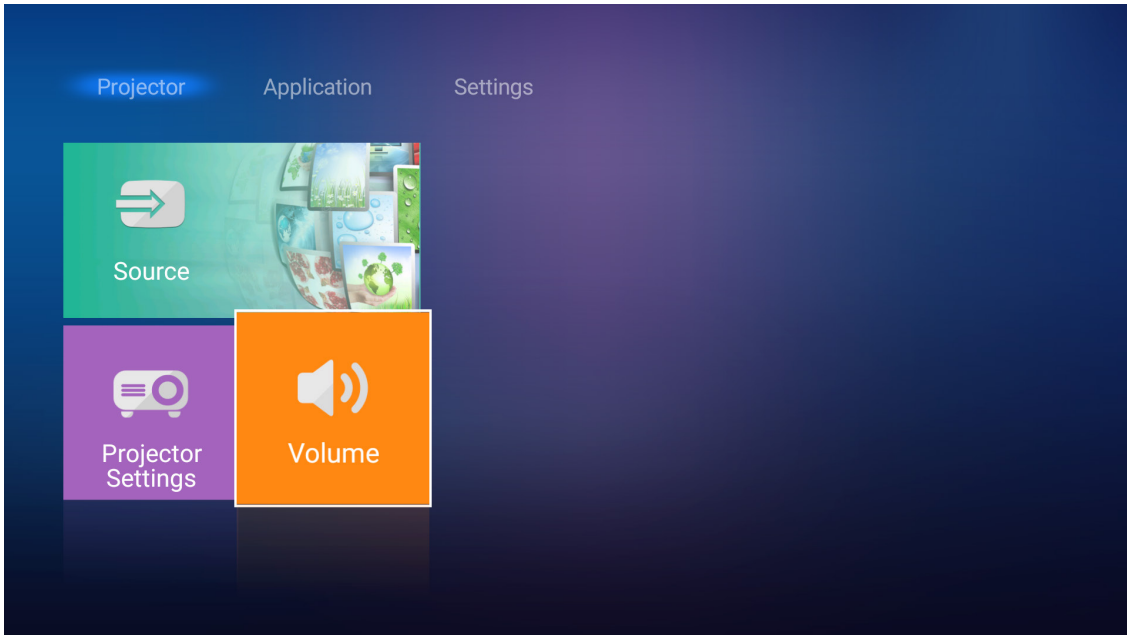 Projector
Application
Settings
Source
Projector
Settings
Volume